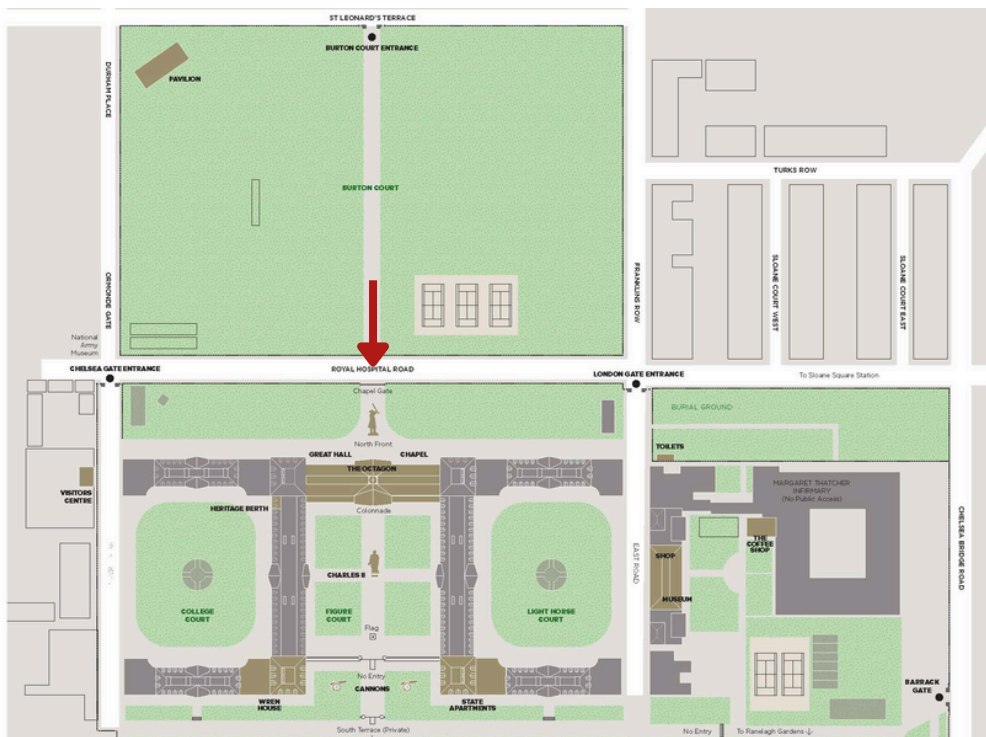 ST LEONARD'S TERRACE
BURTON COURT ENTRANCE
PAVILION
DURHAM PLACE
BURTON COURT
TURKS ROW
ORMONDE GATE
FRANKLINS ROW
SLOANE COURT WEST
SLOANE COURT EAST
National
Army
Museum
CHELSEA GATE ENTRANCE
ROYAL HOSPITAL ROAD
LONDON GATE ENTRANCE
To Sloane Square Station
Chapel Gate
BURIAL GROUND
North Front
TOILETS
GREAT HALL
CHAPEL
THE OCTAGON
MARGARET THATCHER
INFIRMARY
(No Public Access)
VISITORS
CENTRE
HERITAGE BERTH
Colonnade
THE
COFFEE
SHOP
CHELSEA BRIDGE ROAD
EAST ROAD
SHOP
CHARLES II
MUSEUM
COLLEGE
COURT
FIGURE
COURT
LIGHT HORSE
COURT
Flag
No Entry
CANNONS
BARRACK
GATE
WREN
HOUSE
STATE
APARTMENTS
South Terrace (Private)
No Entry
To Ranelagh Gardens ↓